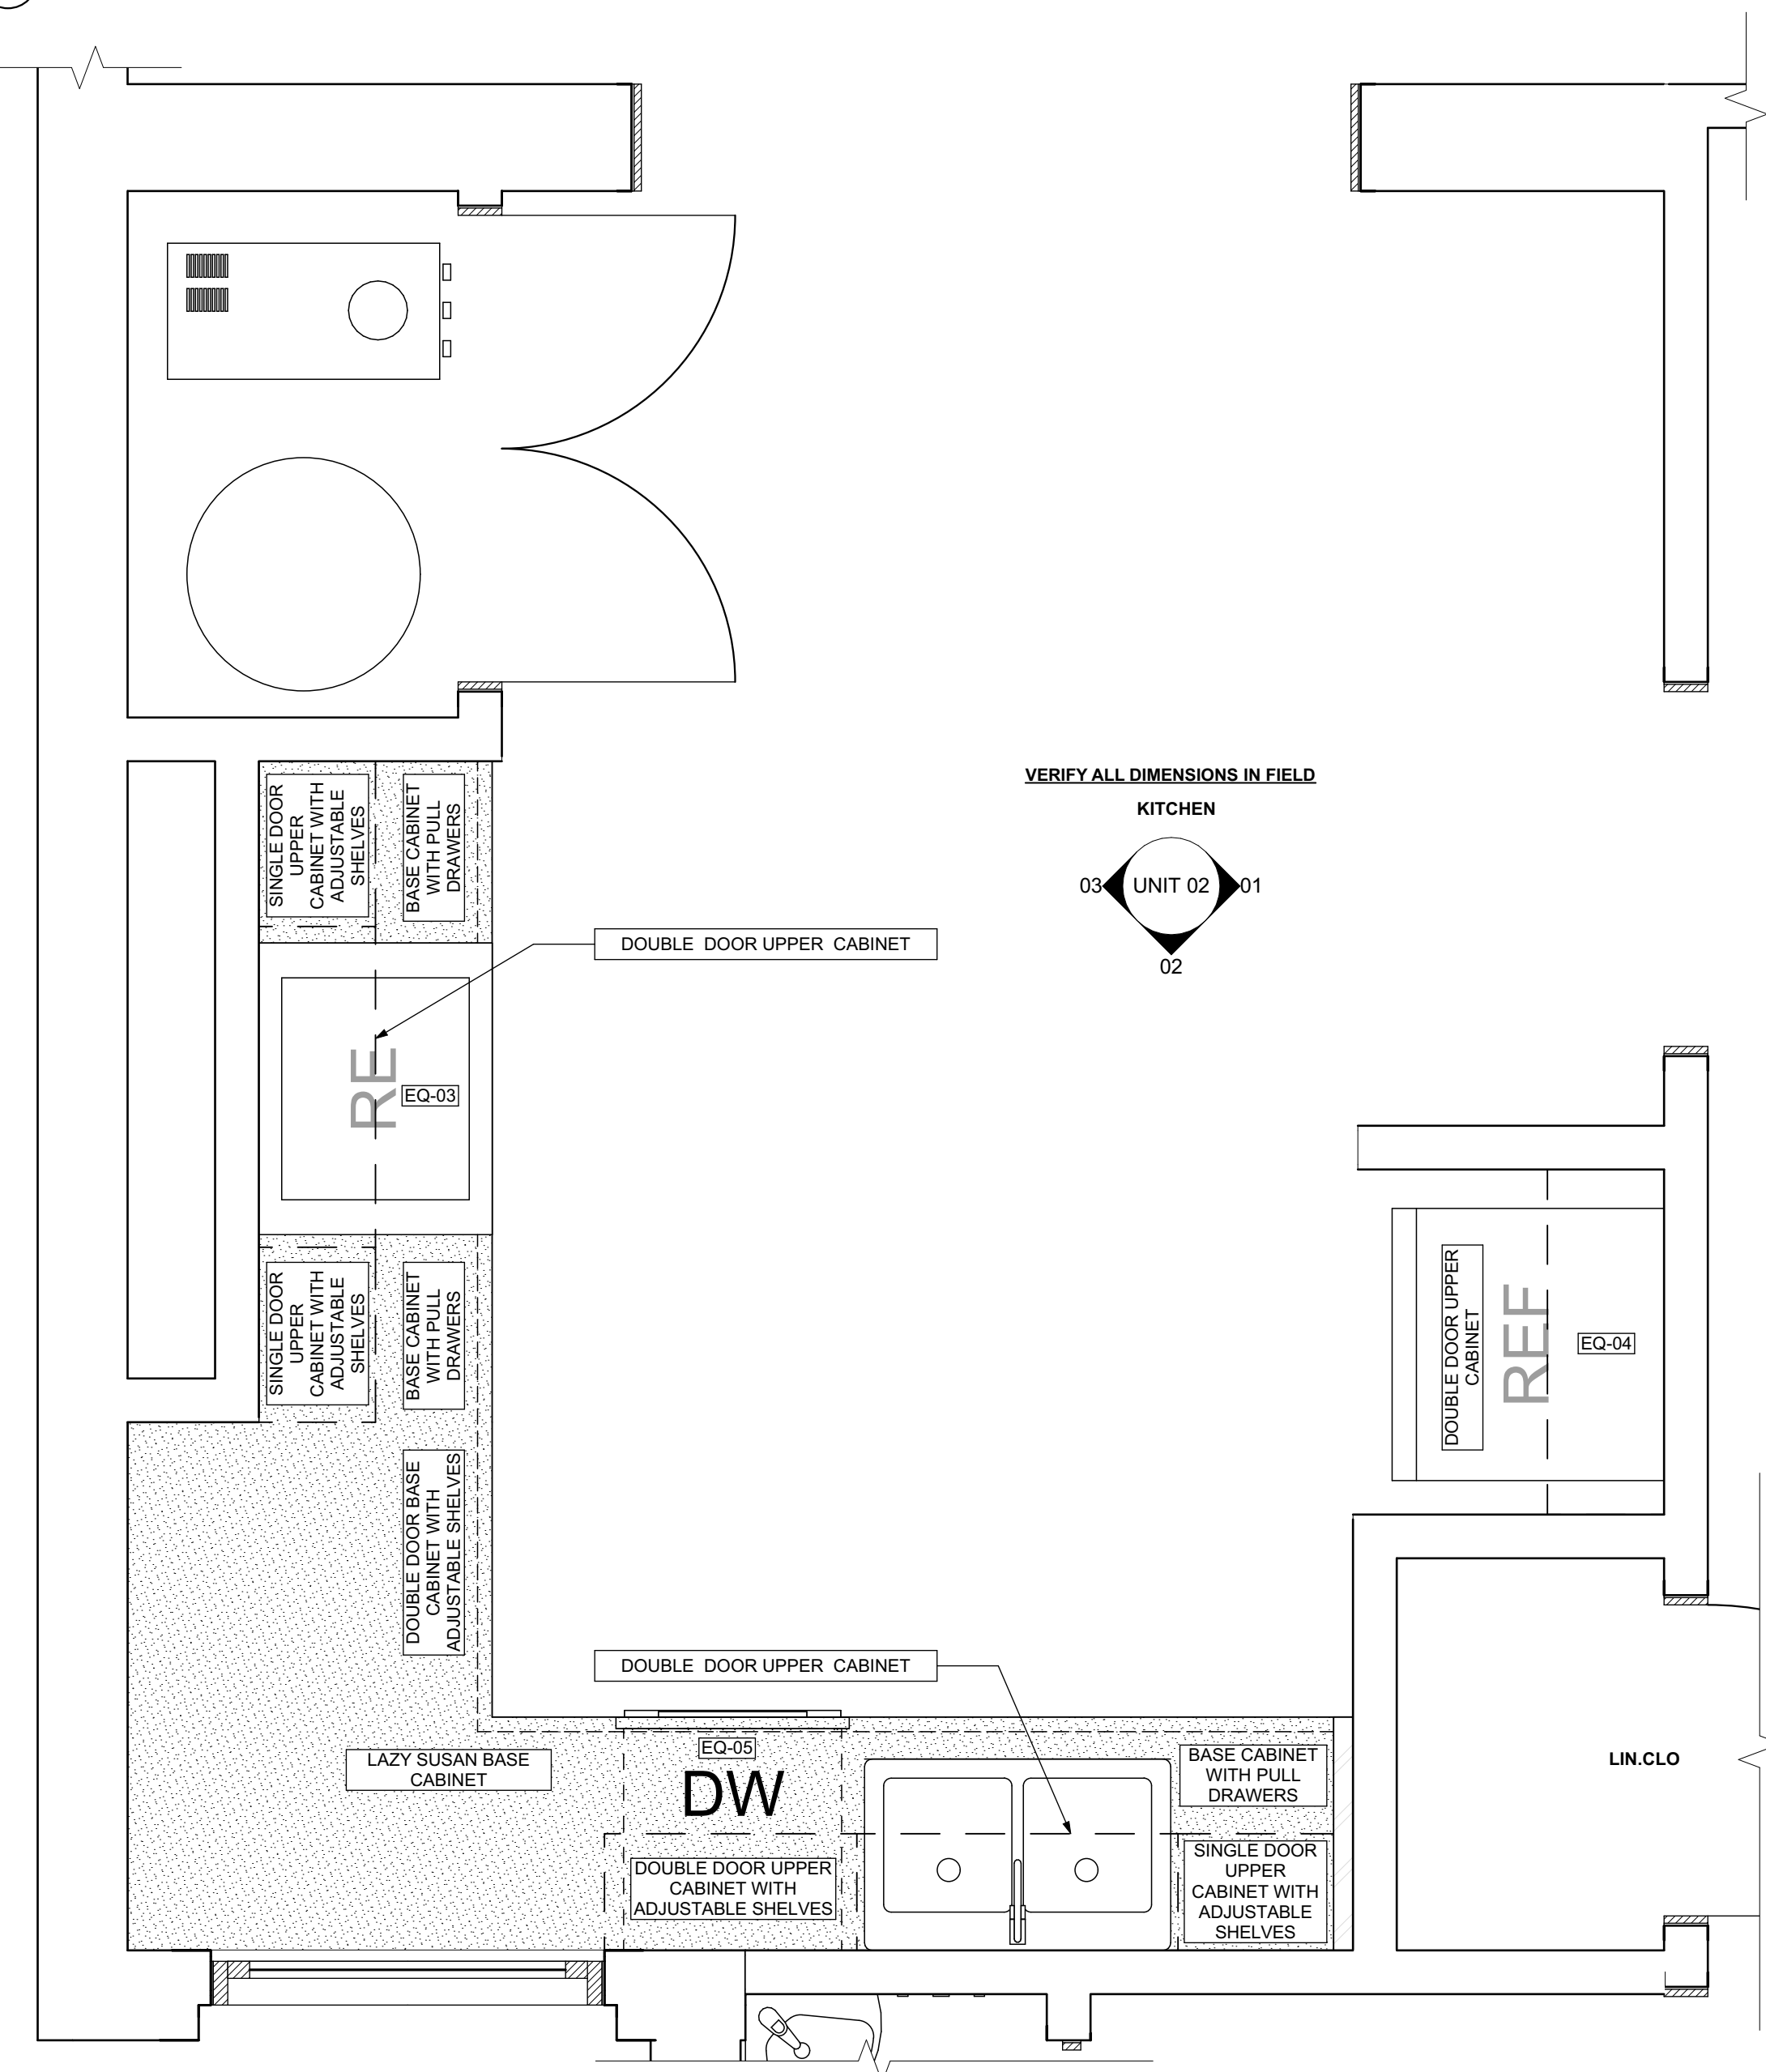 VERIFY ALL DIMENSIONS IN FIELD
KITCHEN
03
UNIT 02
01
02
SINGLE DOOR
UPPER
CABINET WITH
ADJUSTABLE
SHELVES
BASE CABINET
WITH PULL
DRAWERS
DOUBLE DOOR UPPER CABINET
RE
EQ-03
SINGLE DOOR
UPPER
CABINET WITH
ADJUSTABLE
SHELVES
BASE CABINET
WITH PULL
DRAWERS
DOUBLE DOOR UPPER
CABINET
REF
EQ-04
DOUBLE DOOR BASE
CABINET WITH
ADJUSTABLE SHELVES
DOUBLE DOOR UPPER CABINET
LAZY SUSAN BASE
CABINET
EQ-05
DW
BASE CABINET
WITH PULL
DRAWERS
LIN.CLO
DOUBLE DOOR UPPER
CABINET WITH
ADJUSTABLE SHELVES
SINGLE DOOR
UPPER
CABINET WITH
ADJUSTABLE
SHELVES